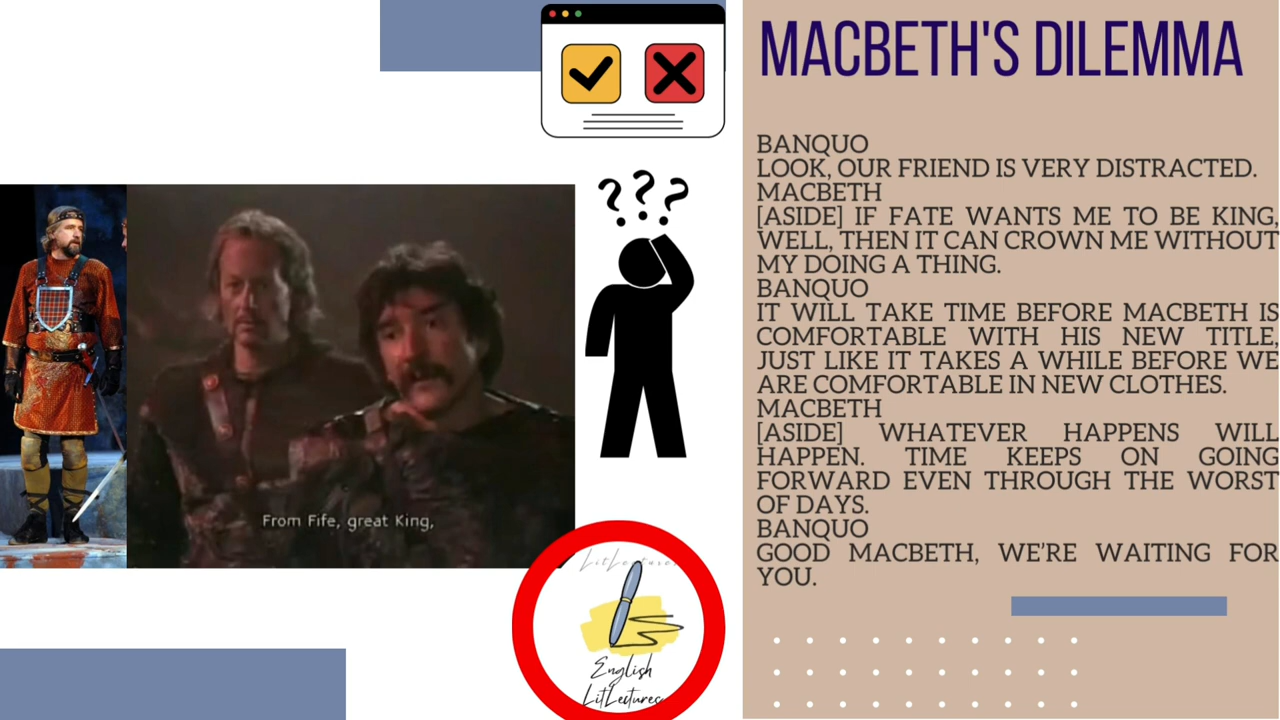 MACBETH'S DILEMMA
BANQUO
LOOK, OUR FRIEND IS VERY DISTRACTED.
MACBETH
[ASIDE] IF FATE WANTS ME TO BE KING,
WELL, THEN IT CAN CROWN ME WITHOUT
MY DOING A THING.
BANQUO
IT WILL TAKE TIME BEFORE MACBETH IS
COMFORTABLE WITH HIS NEW TITLE,
JUST LIKE IT TAKES A WHILE BEFORE WE
ARE COMFORTABLE IN NEW CLOTHES.
MACBETH
[ASIDE] WHATEVER HAPPENS WILL
HAPPEN. TIME KEEPS ON GOING
FORWARD EVEN THROUGH THE WORST
OF DAYS.
BANQUO
GOOD MACBETH, WE'RE WAITING FOR
YOU.
???
From Fife, great King,
LitLectures
English
LitLectures